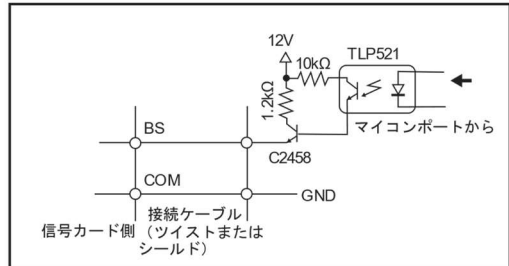 12V
TLP521
10kΩ
1.2kΩ
マイコンポートから
BS
C2458
COM
GND
信号カード側
接続ケーブル
(ツイストまたは
シールド)